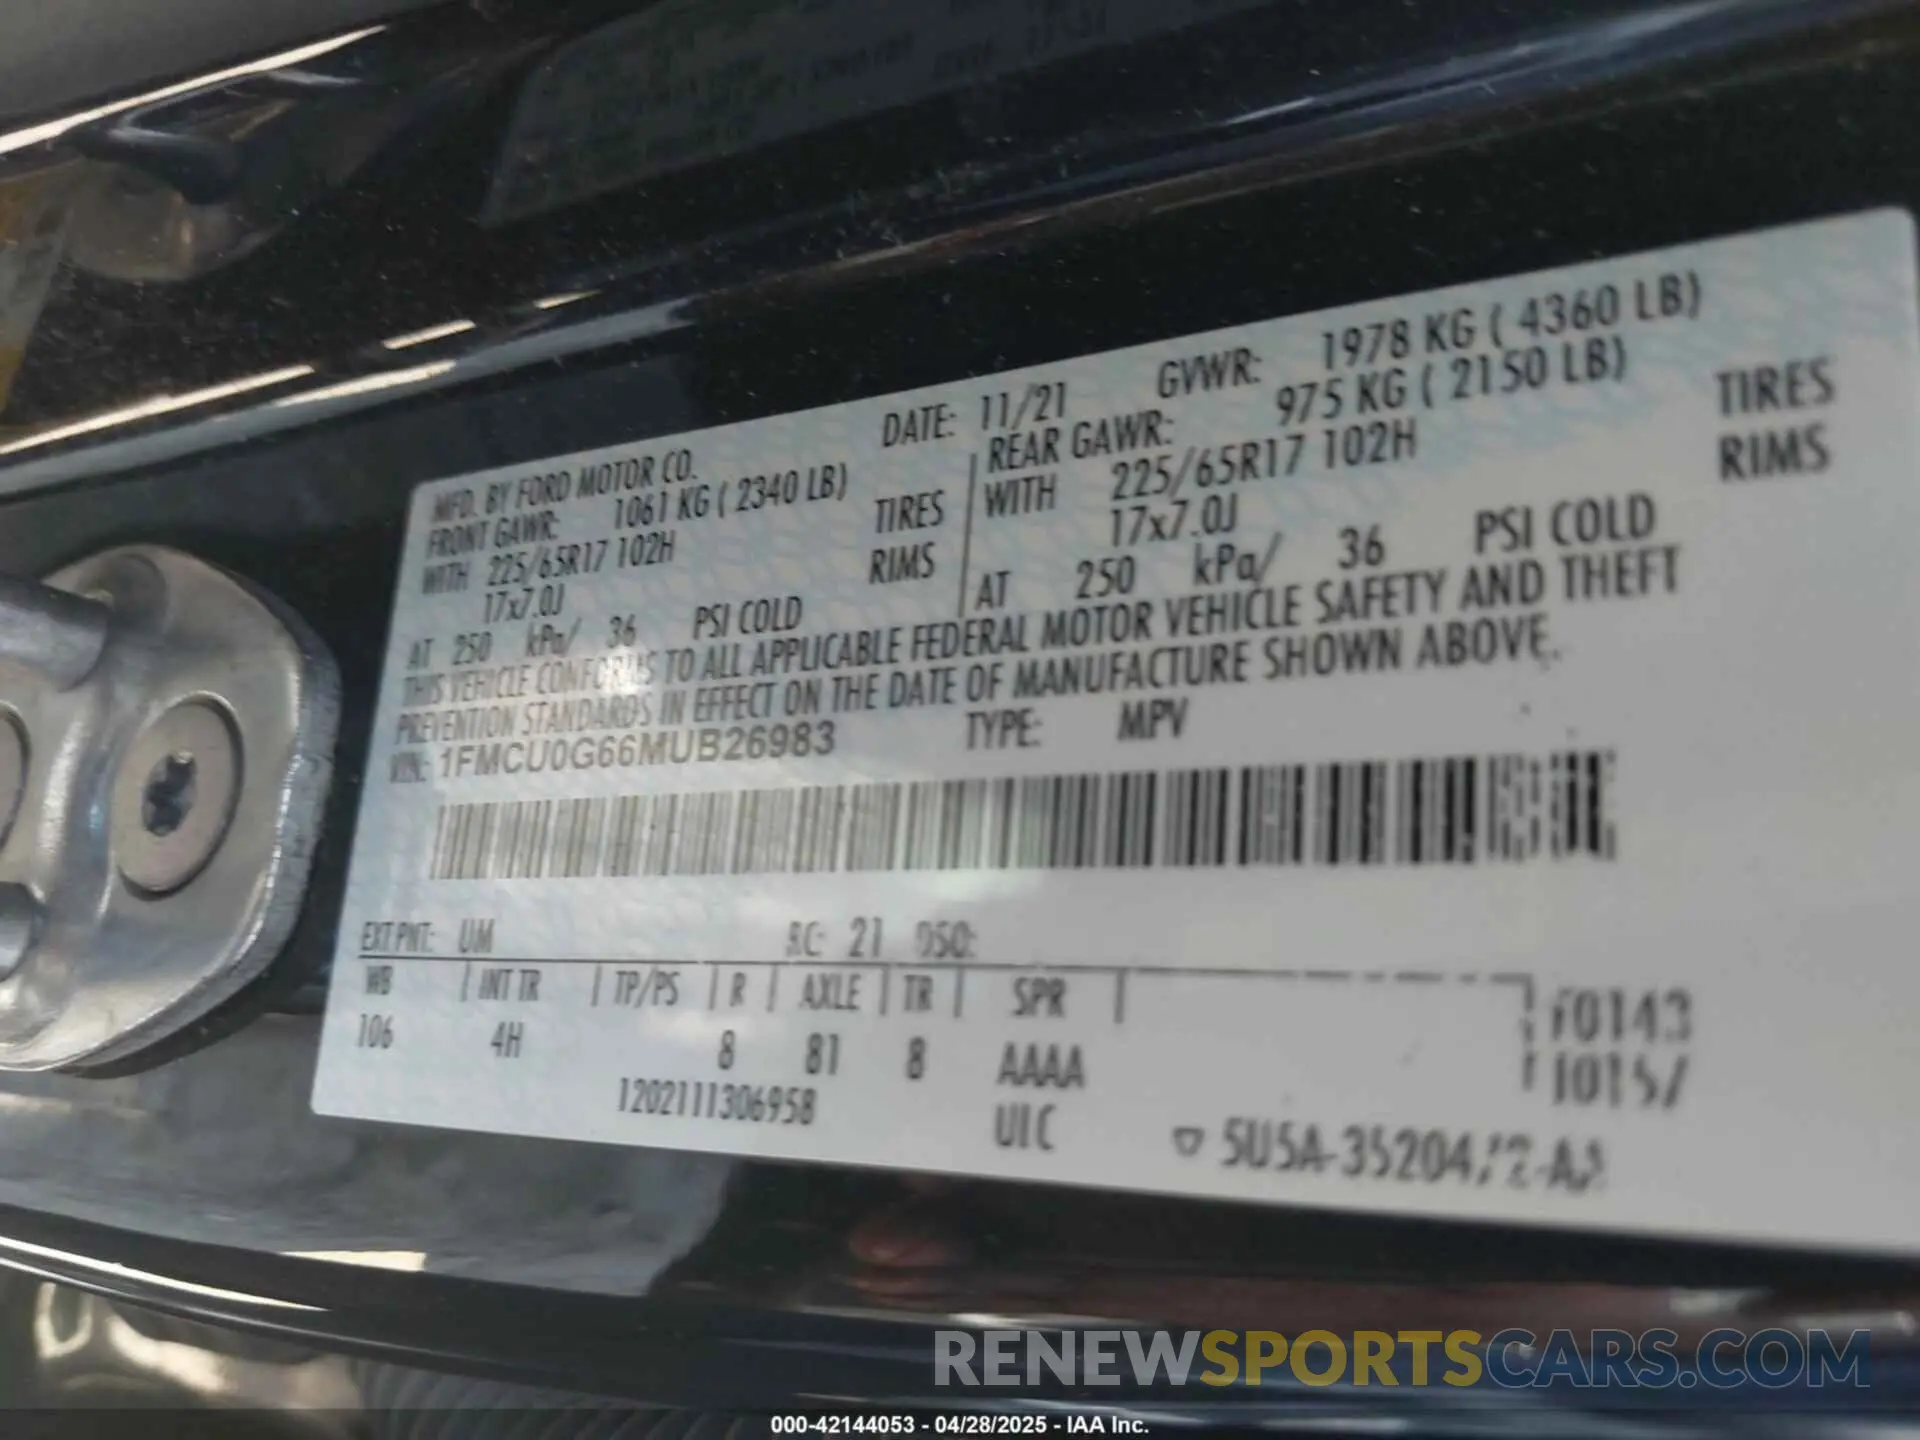 MFD. BY FORD MOTOR CO.
DATE: 11/21 GVWR: 1978 KG ( 4360 LB)
FRONT GAWR: 1061 KG ( 2340 LB) REAR GAWR: 975 KG ( 2150 LB)
WITH 225/65R17 102H TIRES WITH 225/65R17 102H TIRES
17x7.0J RIMS 17x7.0J RIMS
AT 250 kPa/ 36 PSI COLD AT 250 kPa/ 36 PSI COLD
THIS VEHICLE CONFORMS TO ALL APPLICABLE FEDERAL MOTOR VEHICLE SAFETY AND THEFT
PREVENTION STANDARDS IN EFFECT ON THE DATE OF MANUFACTURE SHOWN ABOVE.
VIN: 1FMCU0G66MUB26983 TYPE: MPV
EXT PNT: UM RC: 21 DSO:
WB INT TR TP/PS R AXLE TR SPR
106 4H 8 81 8 AAAA
1202111306958 UIC
RENEWSPORTSCARS.COM
000-42144053 - 04/28/2025 - IAA Inc.